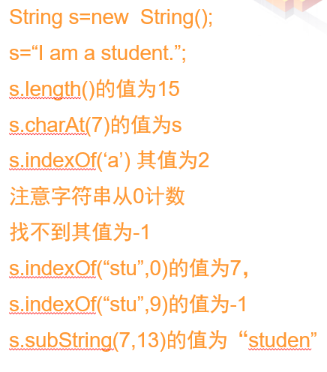 String s=new  String();
s=“I am a student.”;
s.length()的值为15
s.charAt(7)的值为s
s.indexOf(‘a’) 其值为2
注意字符串从0计数
找不到其值为-1
s.indexOf(“stu”,0)的值为7，
s.indexOf(“stu”,9)的值为-1
s.subString(7,13)的值为“studen”